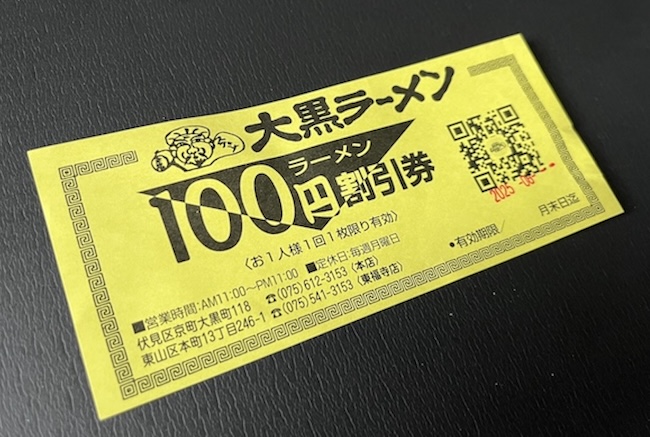 大黒ラーメン
ラーメン
100円割引券
〈お1人様1回1枚限り有効〉
■営業時間:AM11:00〜PM11:00 ■定休日:毎週月曜日
伏見区京町大黒町118 ☎(075)612-3153〈本店〉
東山区本町13丁目246-1 ☎(075)541-3153〈東福寺店〉
2025
•有効期限/ 月末日迄